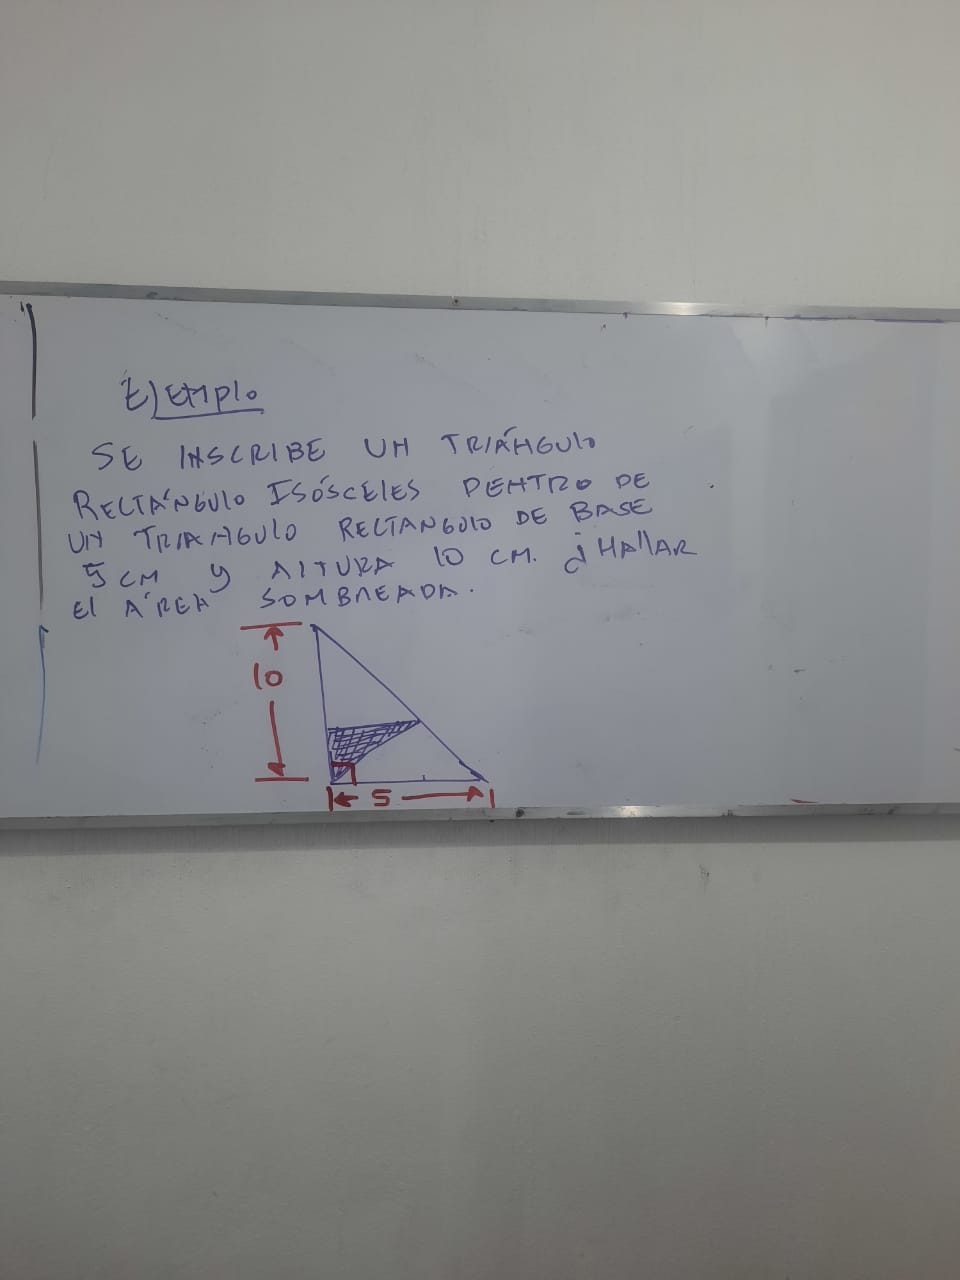 Ejemplo
SE INSCRIBE UN TRIÁNGULO
RECTÁNGULO ISÓSCELES DENTRO DE
UN TRIANGULO RECTANGULO DE BASE
5 CM Y ALTURA 10 CM. ¿HALLAR
El ÁREA SOMBREADA.
10
5